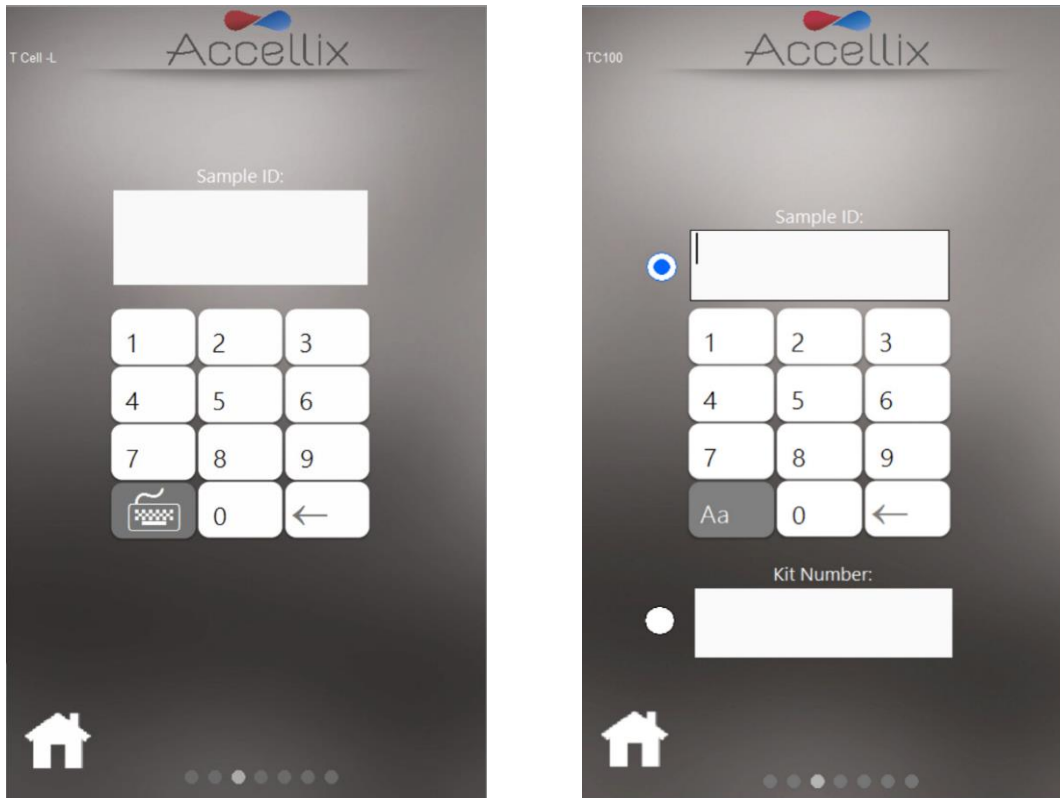 Accellix
T Cell -L
Sample ID:
1 2 3
4 5 6
7 8 9
0 ←
Accellix
TC100
Sample ID:
1 2 3
4 5 6
7 8 9
Aa 0 ←
Kit Number: